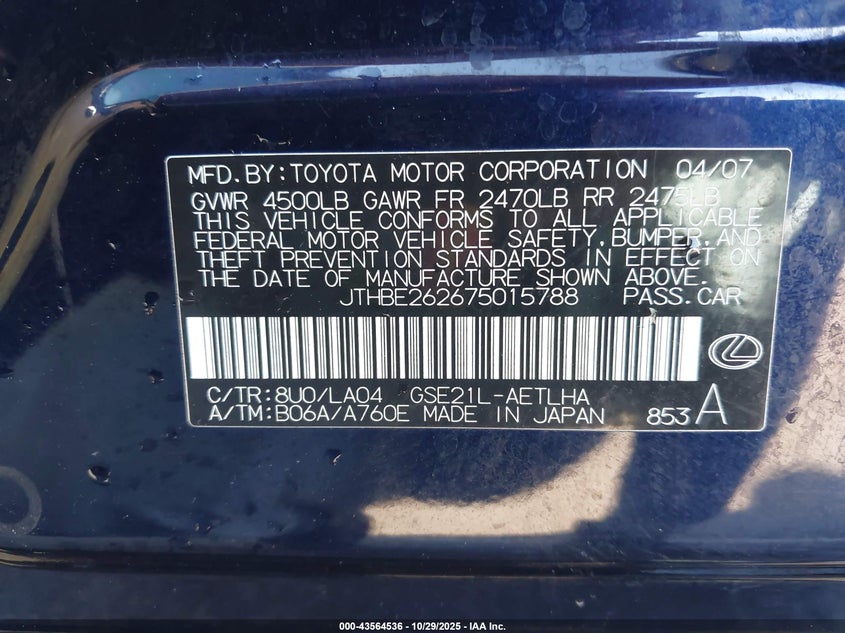 MFD.BY:TOYOTA MOTOR CORPORATION 04/07
GVWR 4500LB GAWR FR 2470LB RR 2475LB
THIS VEHICLE CONFORMS TO ALL APPLICABLE
FEDERAL MOTOR VEHICLE SAFETY,BUMPER,AND
THEFT PREVENTION STANDARDS IN EFFECT ON
THE DATE OF MANUFACTURE SHOWN ABOVE.
JTHBE262675015788 PASS.CAR
C/TR:8U0/LA04 GSE21L-AETLHA
A/TM:B06A/A760E MADE IN JAPAN 853 A
000-43564536 - 10/29/2025 - IAA Inc.